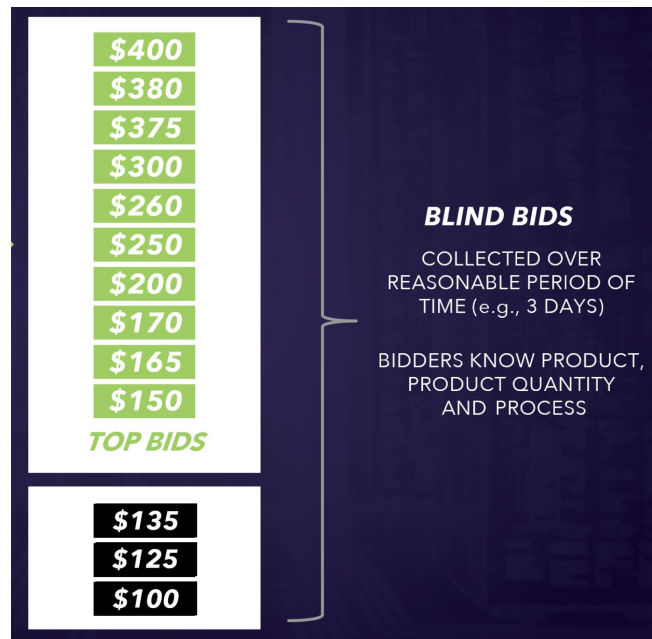 $400
$380
$375
$300
$260
$250
$200
$170
$165
$150
TOP BIDS
$135
$125
$100
BLIND BIDS
COLLECTED OVER
REASONABLE PERIOD OF
TIME (e.g., 3 DAYS)
BIDDERS KNOW PRODUCT,
PRODUCT QUANTITY
AND PROCESS